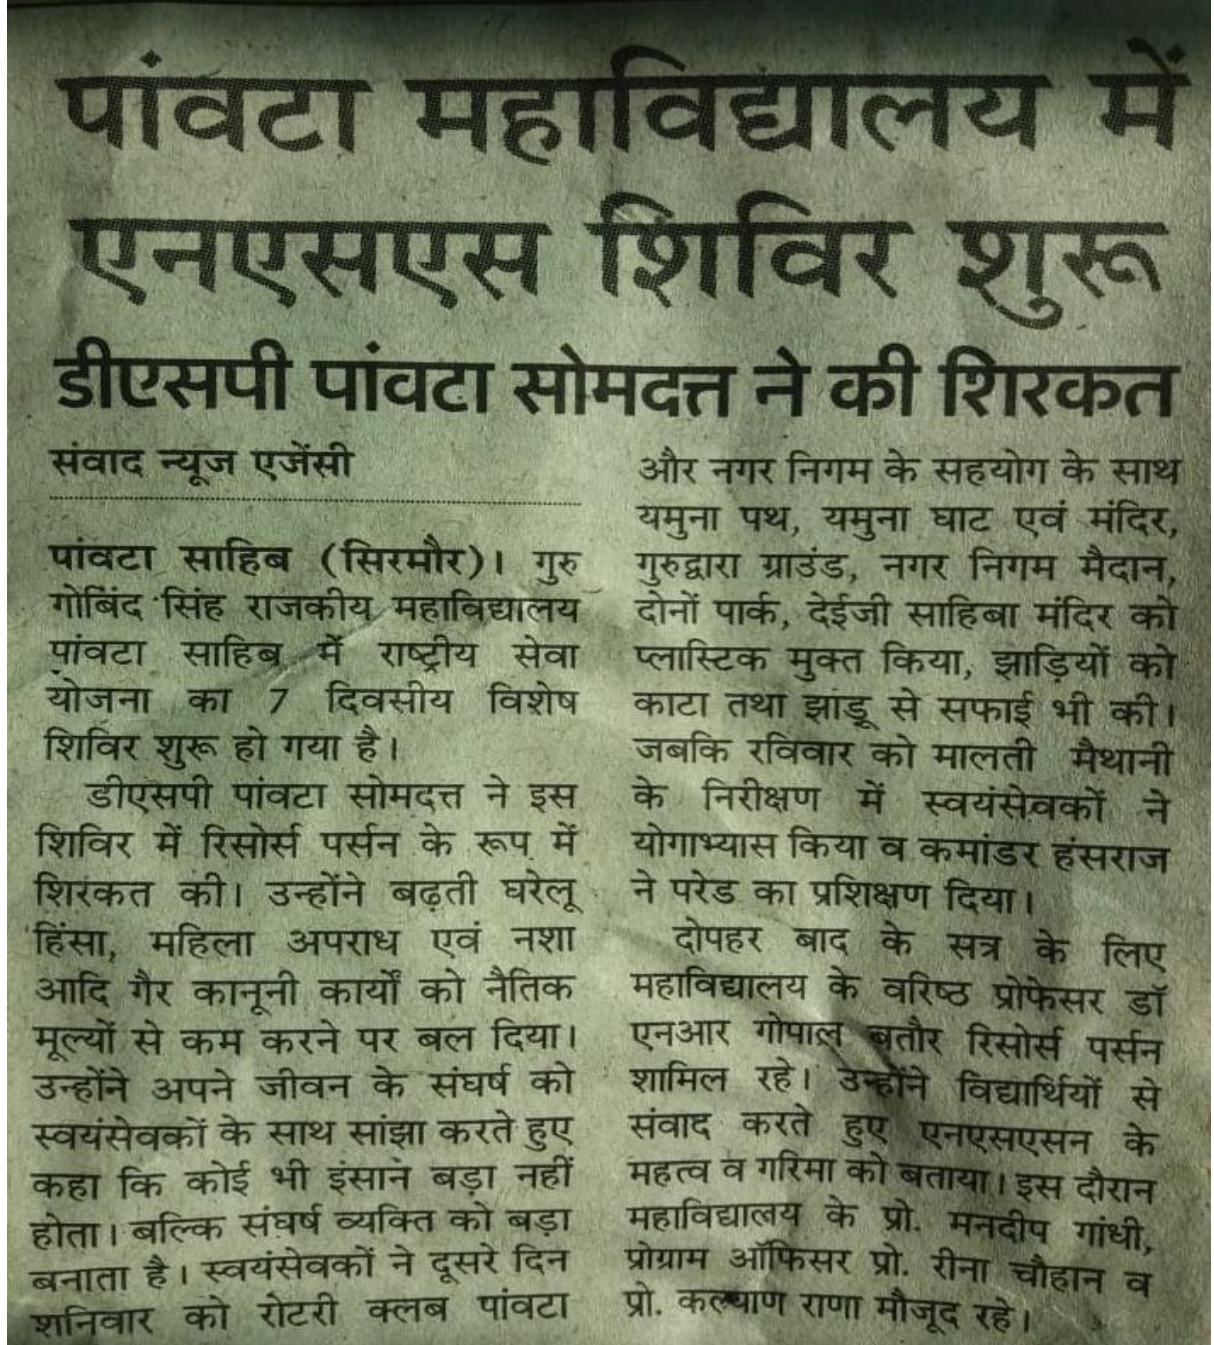 पांवटा महाविद्यालय में
एनएसएस शिविर शुरू
डीएसपी पांवटा सोमदत्त ने की शिरकत
संवाद न्यूज एजेंसी
पांवटा साहिब (सिरमौर)। गुरु
गोबिंद सिंह राजकीय महाविद्यालय
पांवटा साहिब में राष्ट्रीय सेवा
योजना का 7 दिवसीय विशेष
शिविर शुरू हो गया है।
डीएसपी पांवटा सोमदत्त ने इस
शिविर में रिसोर्स पर्सन के रूप में
शिरकत की। उन्होंने बढ़ती घरेलू
हिंसा, महिला अपराध एवं नशा
आदि गैर कानूनी कार्यों को नैतिक
मूल्यों से कम करने पर बल दिया।
उन्होंने अपने जीवन के संघर्ष को
स्वयंसेवकों के साथ सांझा करते हुए
कहा कि कोई भी इंसान बड़ा नहीं
होता। बल्कि संघर्ष व्यक्ति को बड़ा
बनाता है। स्वयंसेवकों ने दूसरे दिन
शनिवार को रोटरी क्लब पांवटा
और नगर निगम के सहयोग के साथ
यमुना पथ, यमुना घाट एवं मंदिर,
गुरुद्वारा ग्राउंड, नगर निगम मैदान,
दोनों पार्क, देईजी साहिबा मंदिर को
प्लास्टिक मुक्त किया, झाड़ियों को
काटा तथा झांडू से सफाई भी की।
जबकि रविवार को मालती मैथानी
के निरीक्षण में स्वयंसेवकों ने
योगाभ्यास किया व कमांडर हंसराज
ने परेड का प्रशिक्षण दिया।
दोपहर बाद के सत्र के लिए
महाविद्यालय के वरिष्ठ प्रोफेसर डॉ
एनआर गोपाल बतौर रिसोर्स पर्सन
शामिल रहे। उन्होंने विद्यार्थियों से
संवाद करते हुए एनएसएसन के
महत्व व गरिमा को बताया। इस दौरान
महाविद्यालय के प्रो. मनदीप गांधी,
प्रोग्राम ऑफिसर प्रो. रीना चौहान व
प्रो. कल्याण राणा मौजूद रहे।